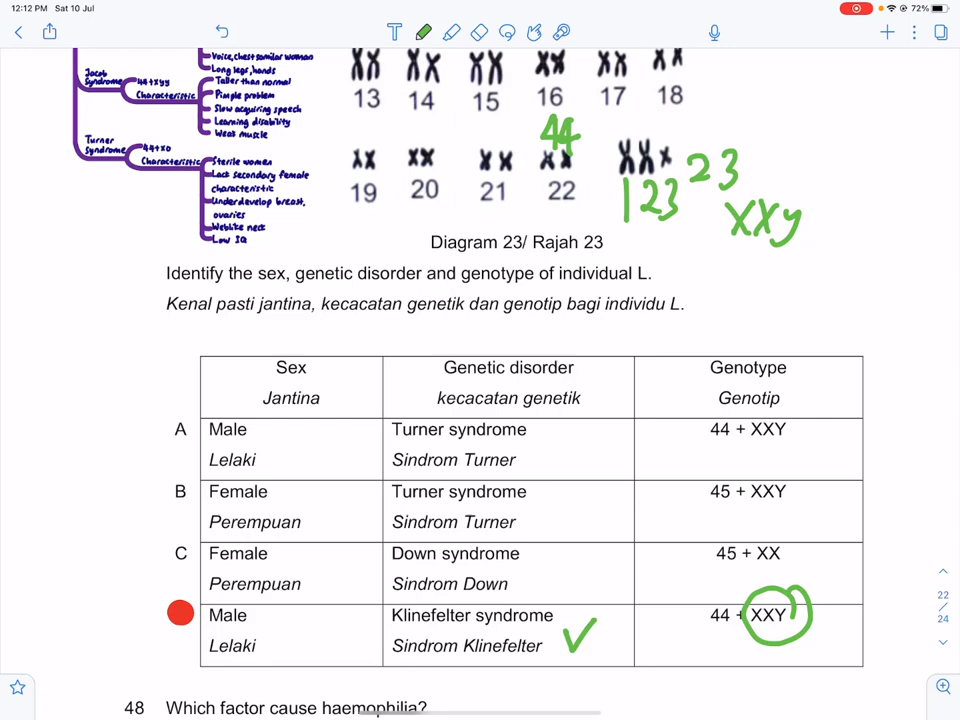 12:12 PM Sat 10 Jul
72%
Voice, chest similar woman
Long legs, hands
Jacob Syndrome
44+xyy
Characteristic
Taller than normal
Pimple problem
Slow acquiring speech
Learning disability
Weak muscle
Turner Syndrome
44+xo
Characteristic
Sterile women
Lack secondary female
characteristic
Underdevelop breast,
ovaries
Weblike neck
Low IQ
13 14 15 16 17 18
44
19 20 21 22
123 23
XXy
Diagram 23/ Rajah 23
Identify the sex, genetic disorder and genotype of individual L.
Kenal pasti jantina, kecacatan genetik dan genotip bagi individu L.
Sex Genetic disorder Genotype
Jantina kecacatan genetik Genotip
A Male Turner syndrome 44 + XXY
Lelaki Sindrom Turner
B Female Turner syndrome 45 + XXY
Perempuan Sindrom Turner
C Female Down syndrome 45 + XX
Perempuan Sindrom Down
Male Klinefelter syndrome 44 + XXY
Lelaki Sindrom Klinefelter
48 Which factor cause haemophilia?
22
/
24